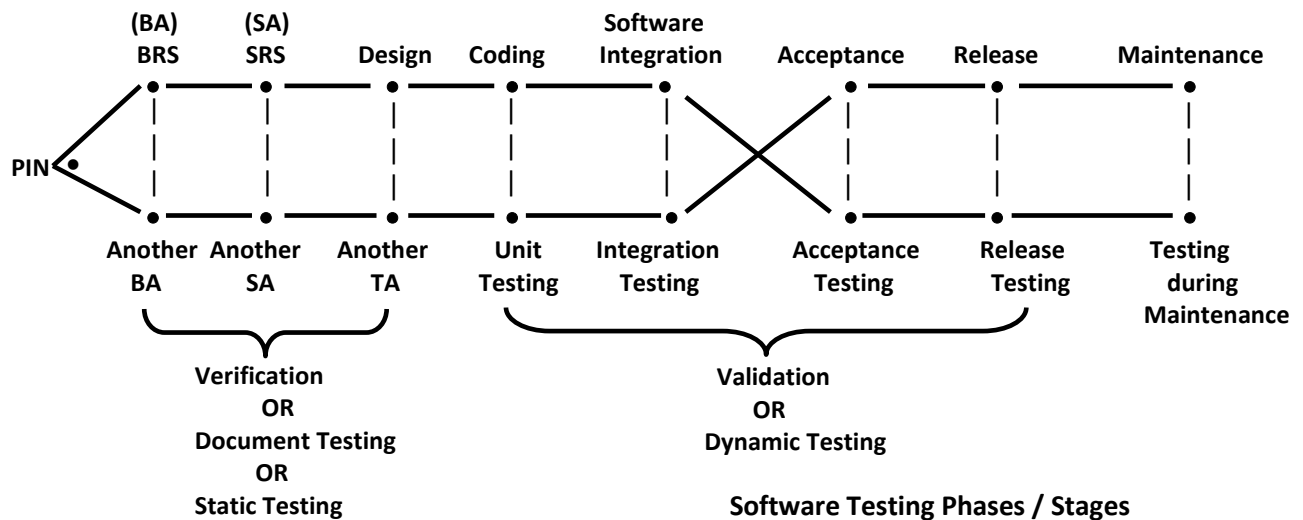 (BA) (SA) Software
BRS SRS Design Coding Integration Acceptance Release Maintenance
PIN
Another Another Another Unit Integration Acceptance Release Testing
BA SA TA Testing Testing Testing Testing during
Maintenance
Verification Validation
OR OR
Document Testing Dynamic Testing
OR
Static Testing Software Testing Phases / Stages